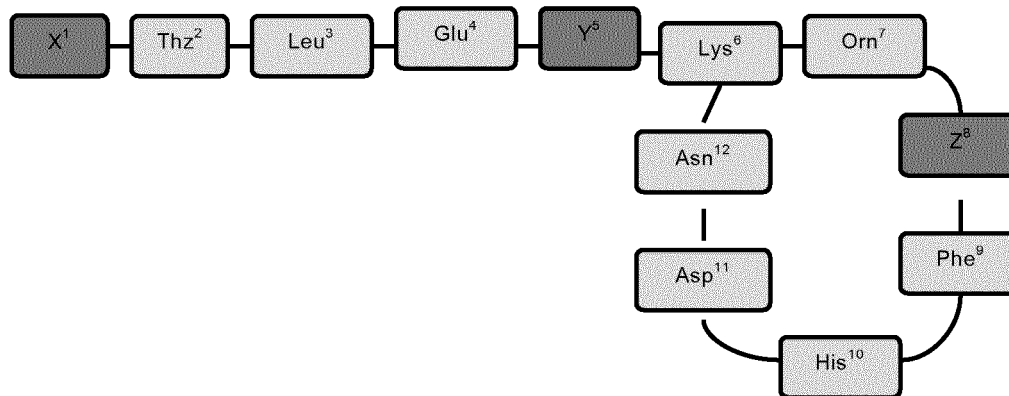 X¹ Thz² Leu³ Glu⁴ Y⁵ Lys⁶ Orn⁷
Z⁸
Asn¹²
Phe⁹
Asp¹¹
His¹⁰